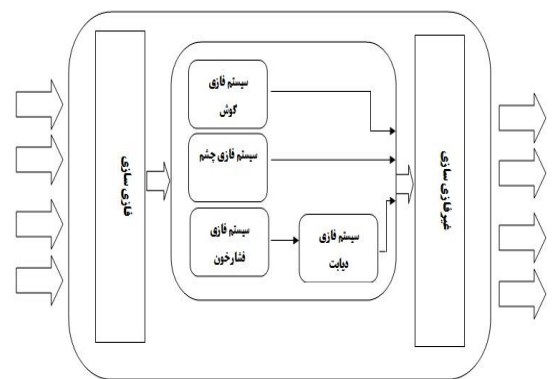 فازی سازی
سیستم فازی
گوش
سیستم فازی چشم
سیستم فازی
فشارخون
سیستم فازی
دیابت
غیرفازی سازی